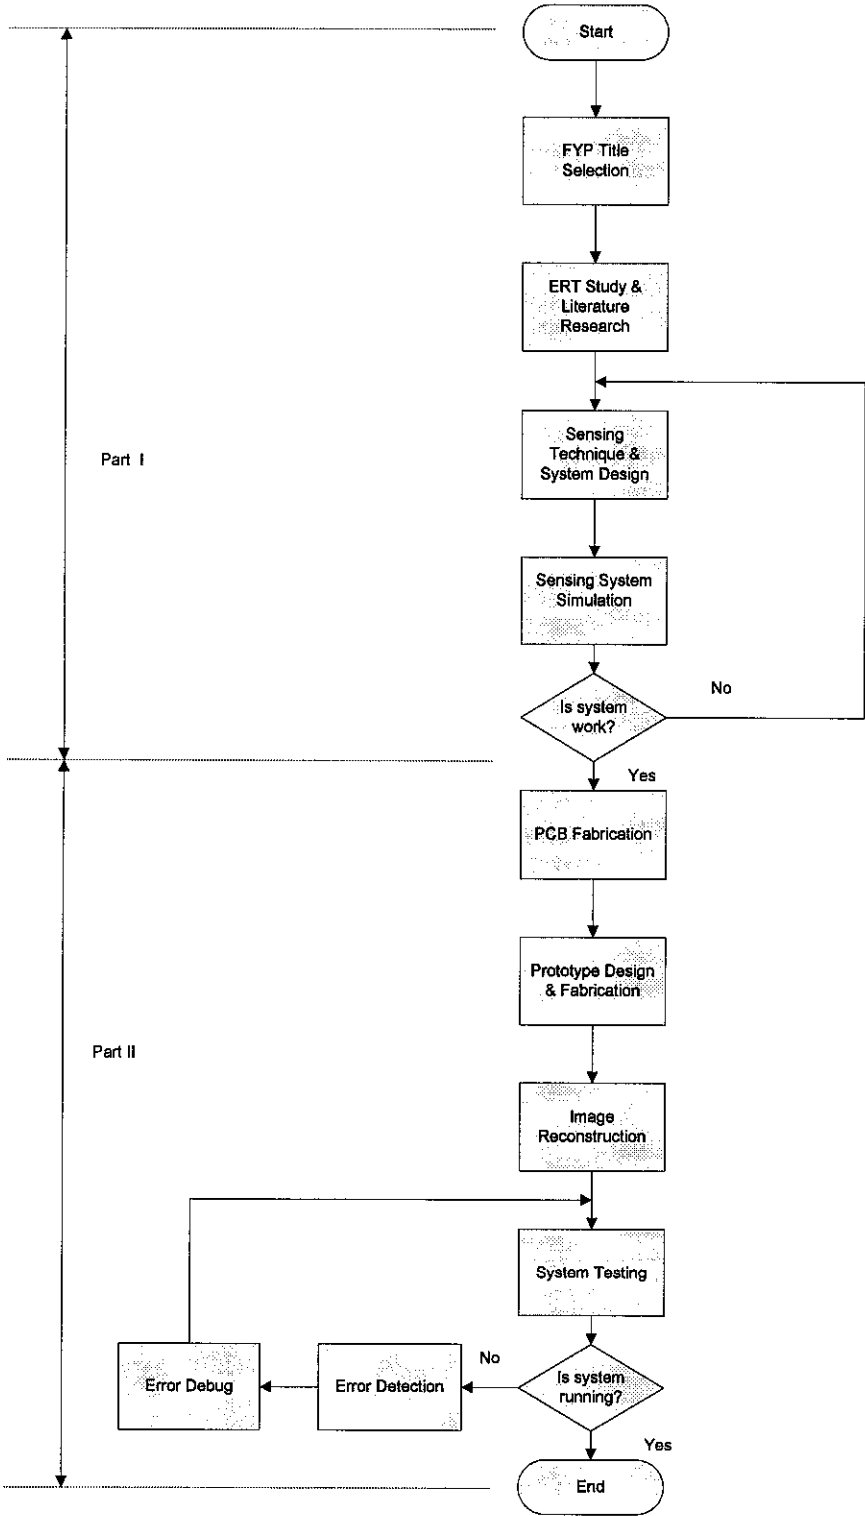 Start
FYP Title
Selection
ERT Study &
Literature
Research
Sensing
Technique &
System Design
Part I
Sensing System
Simulation
No
Is system
work?
Yes
PCB Fabrication
Prototype Design
& Fabrication
Part II
Image
Reconstruction
System Testing
No
Is system
running?
Error Detection
Error Debug
Yes
End